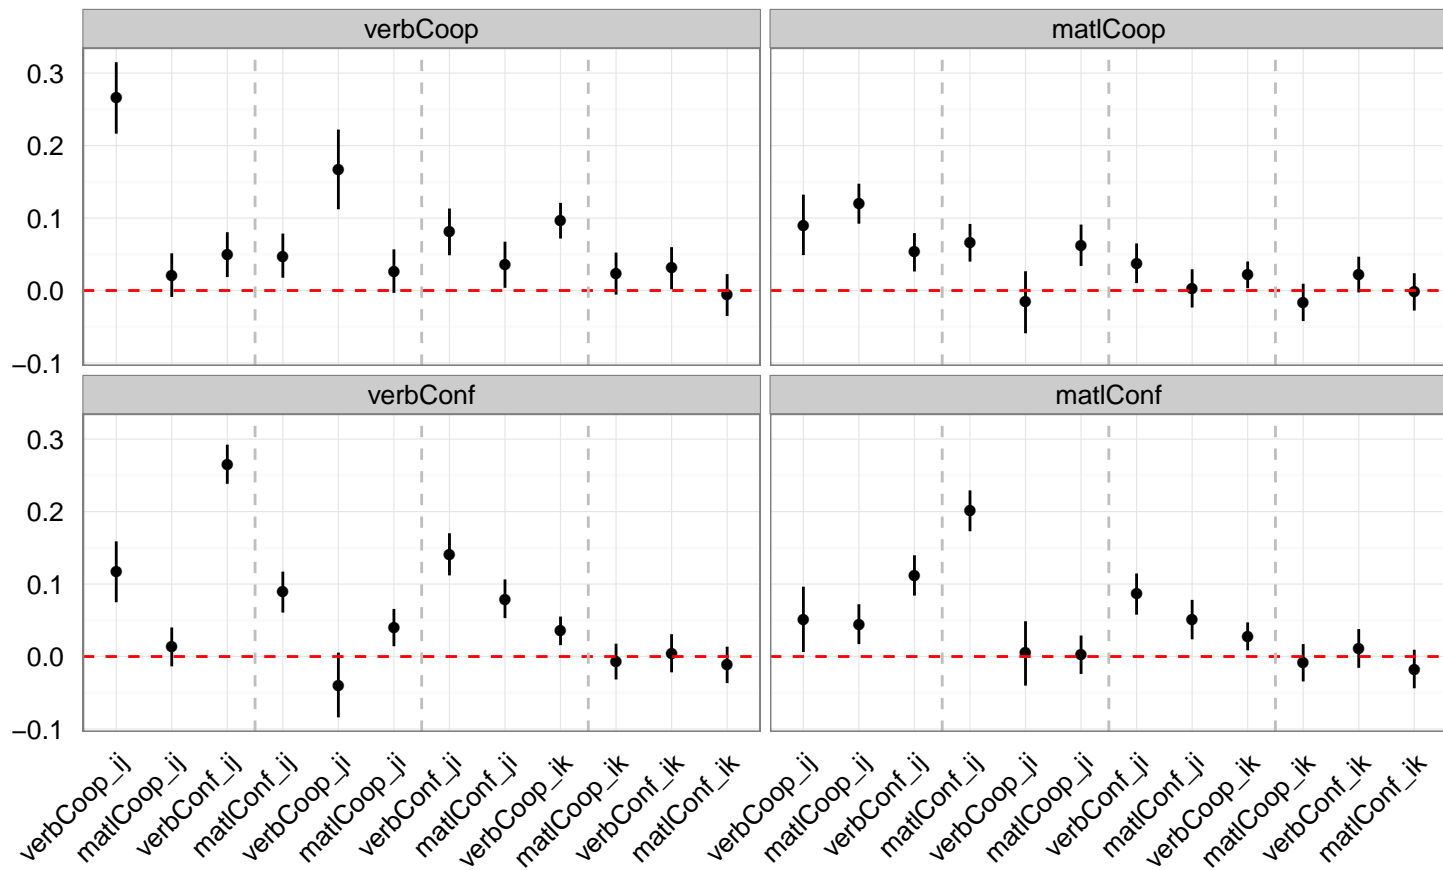 verbCoop
matlCoop
0.3
0.2
0.1
0.0
−0.1
verbConf
matlConf
0.3
0.2
0.1
0.0
−0.1
verbCoop_ij
matlCoop_ij
verbConf_ij
matlConf_ij
verbCoop_ji
matlCoop_ji
verbConf_ji
matlConf_ji
verbCoop_ik
matlCoop_ik
verbConf_ik
matlConf_ik
verbCoop_ij
matlCoop_ij
verbConf_ij
matlConf_ij
verbCoop_ji
matlCoop_ji
verbConf_ji
matlConf_ji
verbCoop_ik
matlCoop_ik
verbConf_ik
matlConf_ik